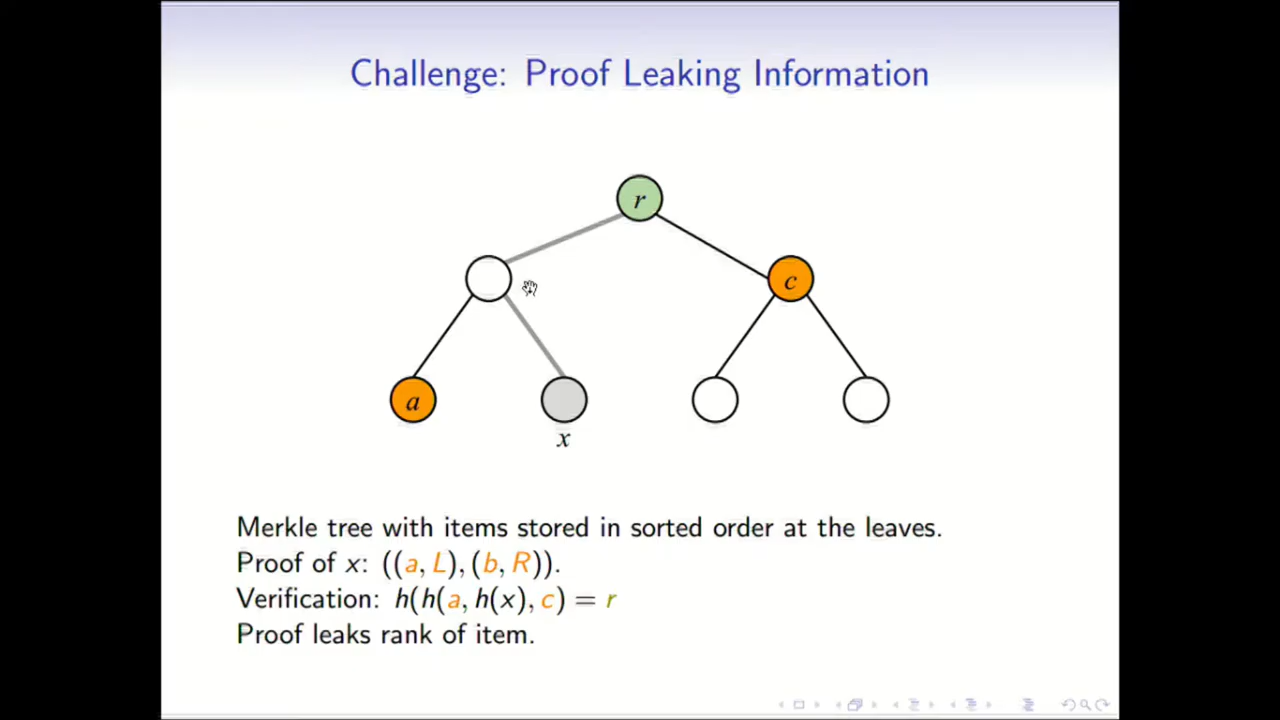 Challenge: Proof Leaking Information
r
c
a
x
Merkle tree with items stored in sorted order at the leaves.
Proof of x: ((a, L), (b, R)).
Verification: h(h(a, h(x), c) = r
Proof leaks rank of item.